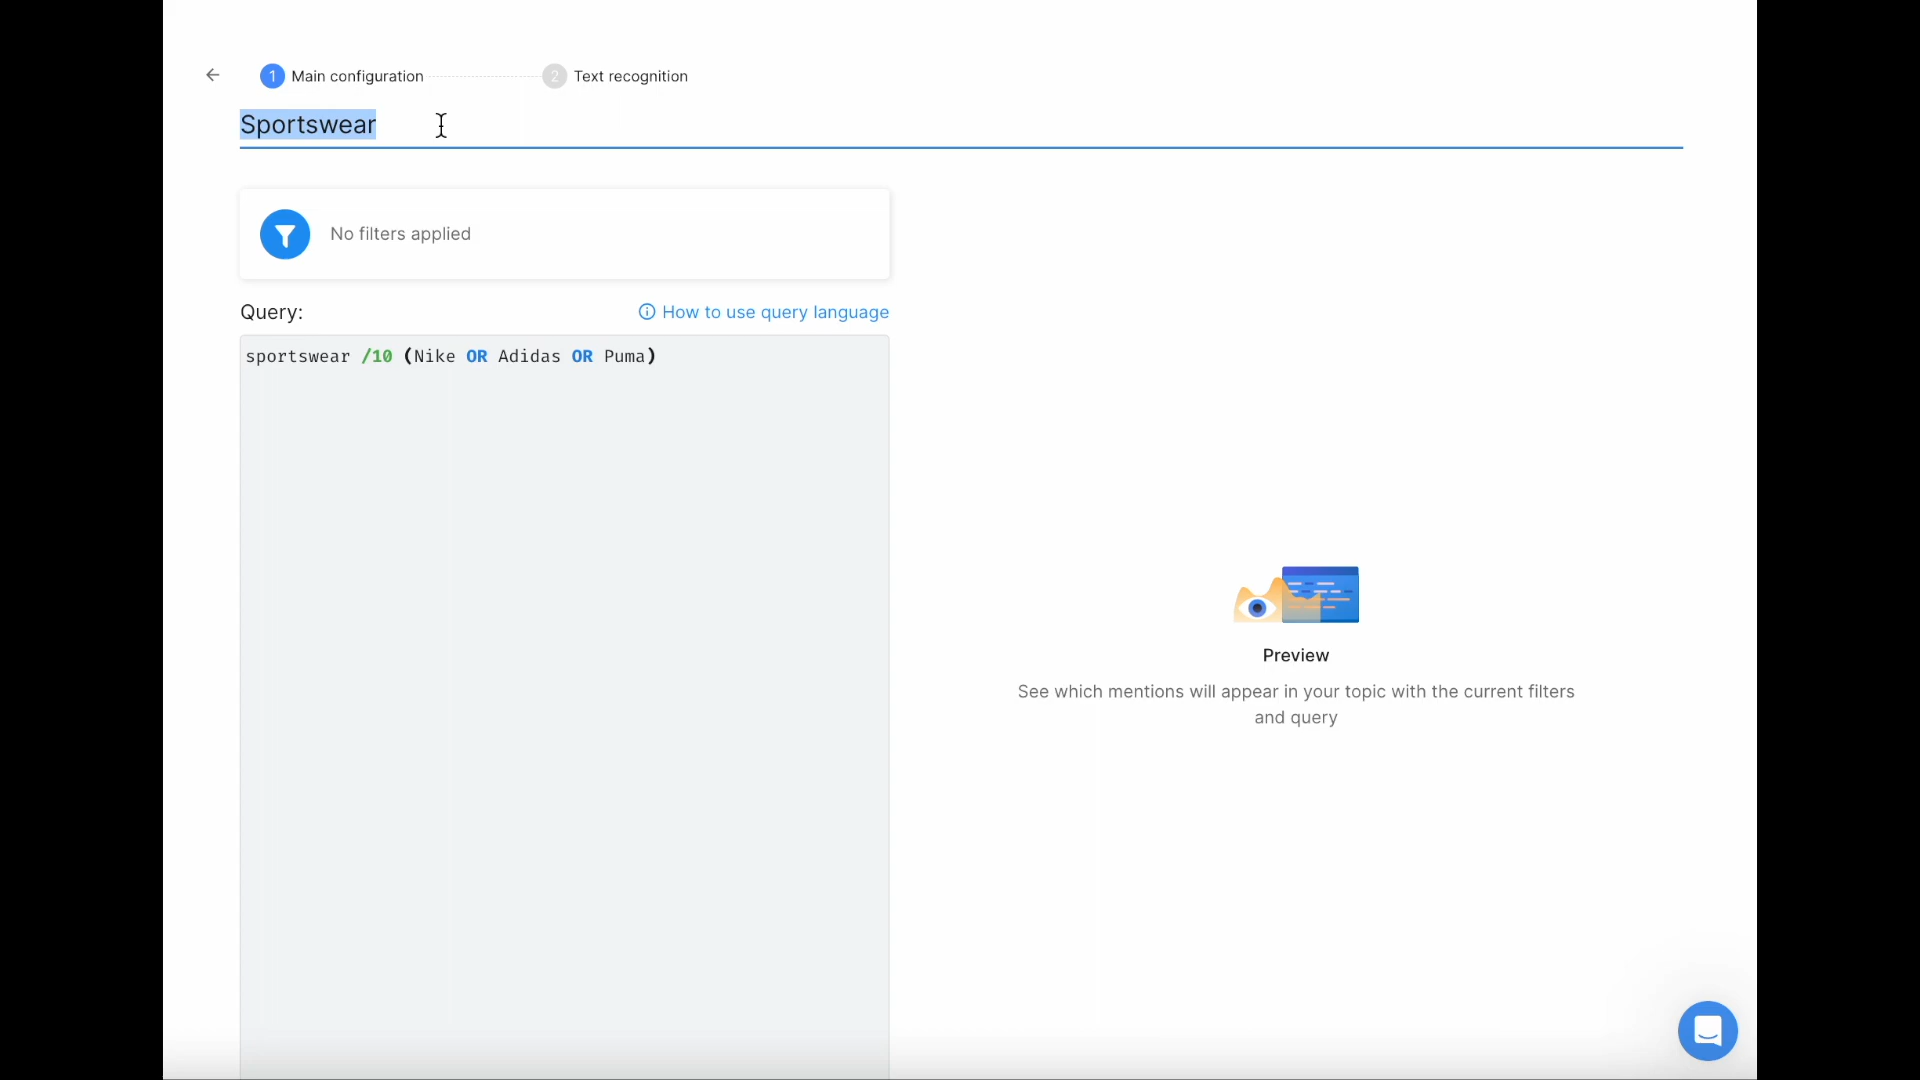 1 Main configuration 2 Text recognition
Sportswear
No filters applied
Query: How to use query language
sportswear /10 (Nike OR Adidas OR Puma)
Preview
See which mentions will appear in your topic with the current filters
and query